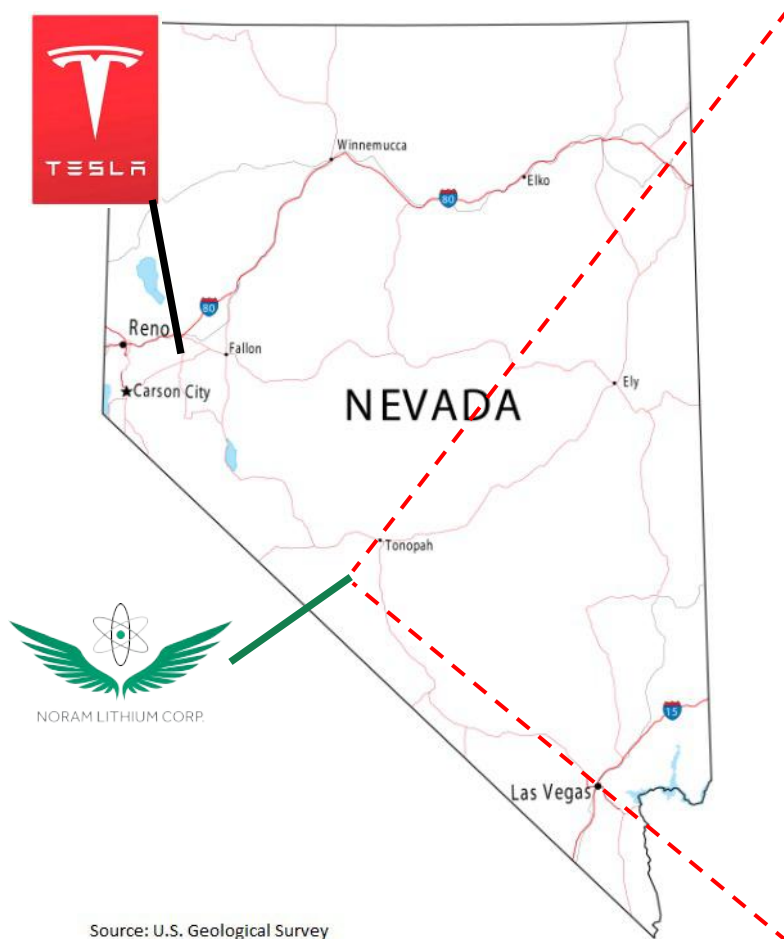 TESLA
Winnemucca
80
Elko
80
Reno
Fallon
Carson City
NEVADA
Ely
Tonopah
NORAM LITHIUM CORP.
15
Las Vegas
Source: U.S. Geological Survey